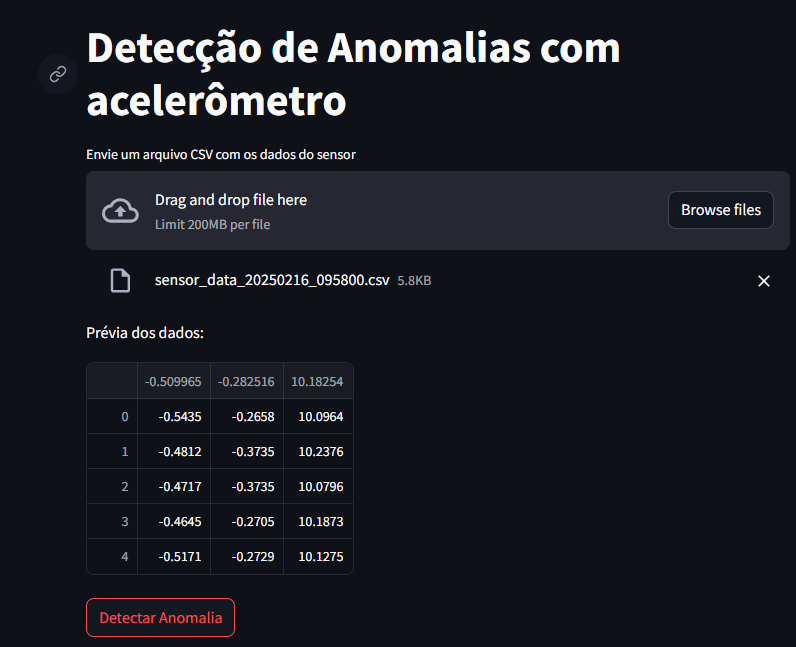 Detecção de Anomalias com
acelerômetro
Envie um arquivo CSV com os dados do sensor
Drag and drop file here
Limit 200MB per file
Browse files
sensor_data_20250216_095800.csv 5.8KB
Prévia dos dados:
-0.509965 -0.282516 10.18254
0 -0.5435 -0.2658 10.0964
1 -0.4812 -0.3735 10.2376
2 -0.4717 -0.3735 10.0796
3 -0.4645 -0.2705 10.1873
4 -0.5171 -0.2729 10.1275
Detectar Anomalia